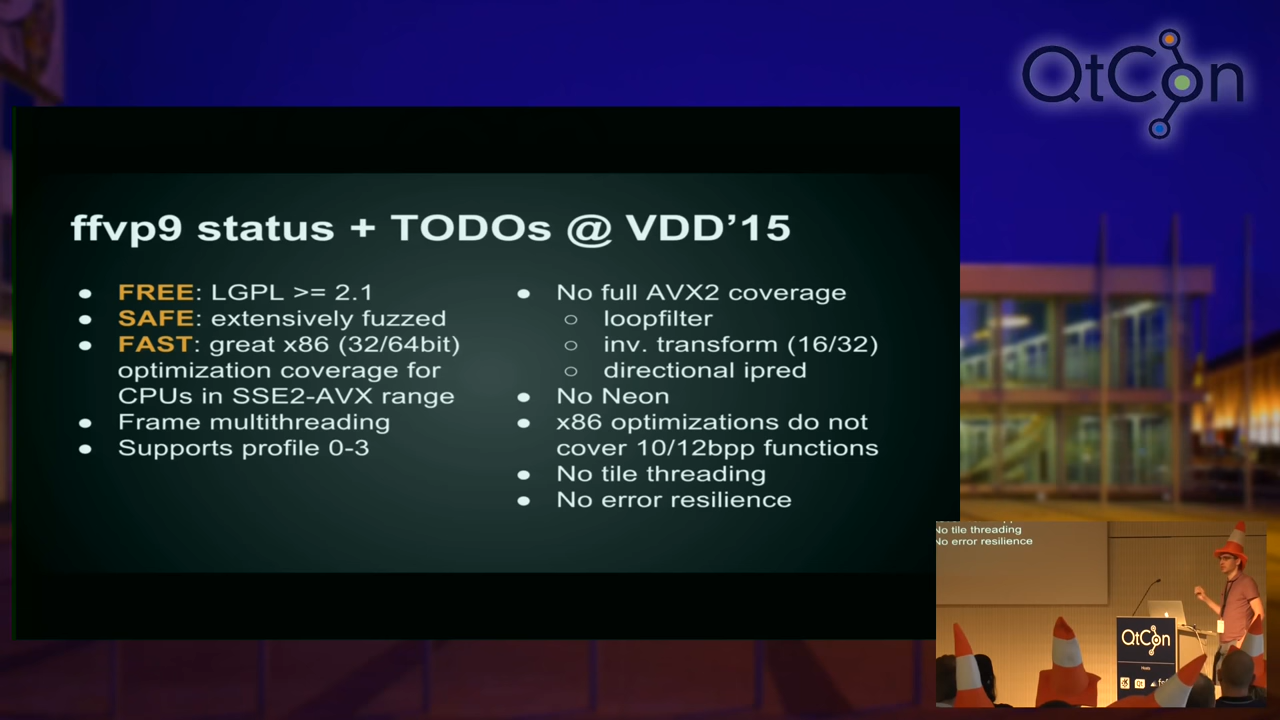 QtCon
ffvp9 status + TODOs @ VDD’15
● FREE: LGPL >= 2.1
● SAFE: extensively fuzzed
● FAST: great x86 (32/64bit)
optimization coverage for
CPUs in SSE2-AVX range
● Frame multithreading
● Supports profile 0-3
● No full AVX2 coverage
○ loopfilter
○ inv. transform (16/32)
○ directional ipred
● No Neon
● x86 optimizations do not
cover 10/12bpp functions
● No tile threading
● No error resilience
No tile threading
No error resilience
QtCon
Hosts